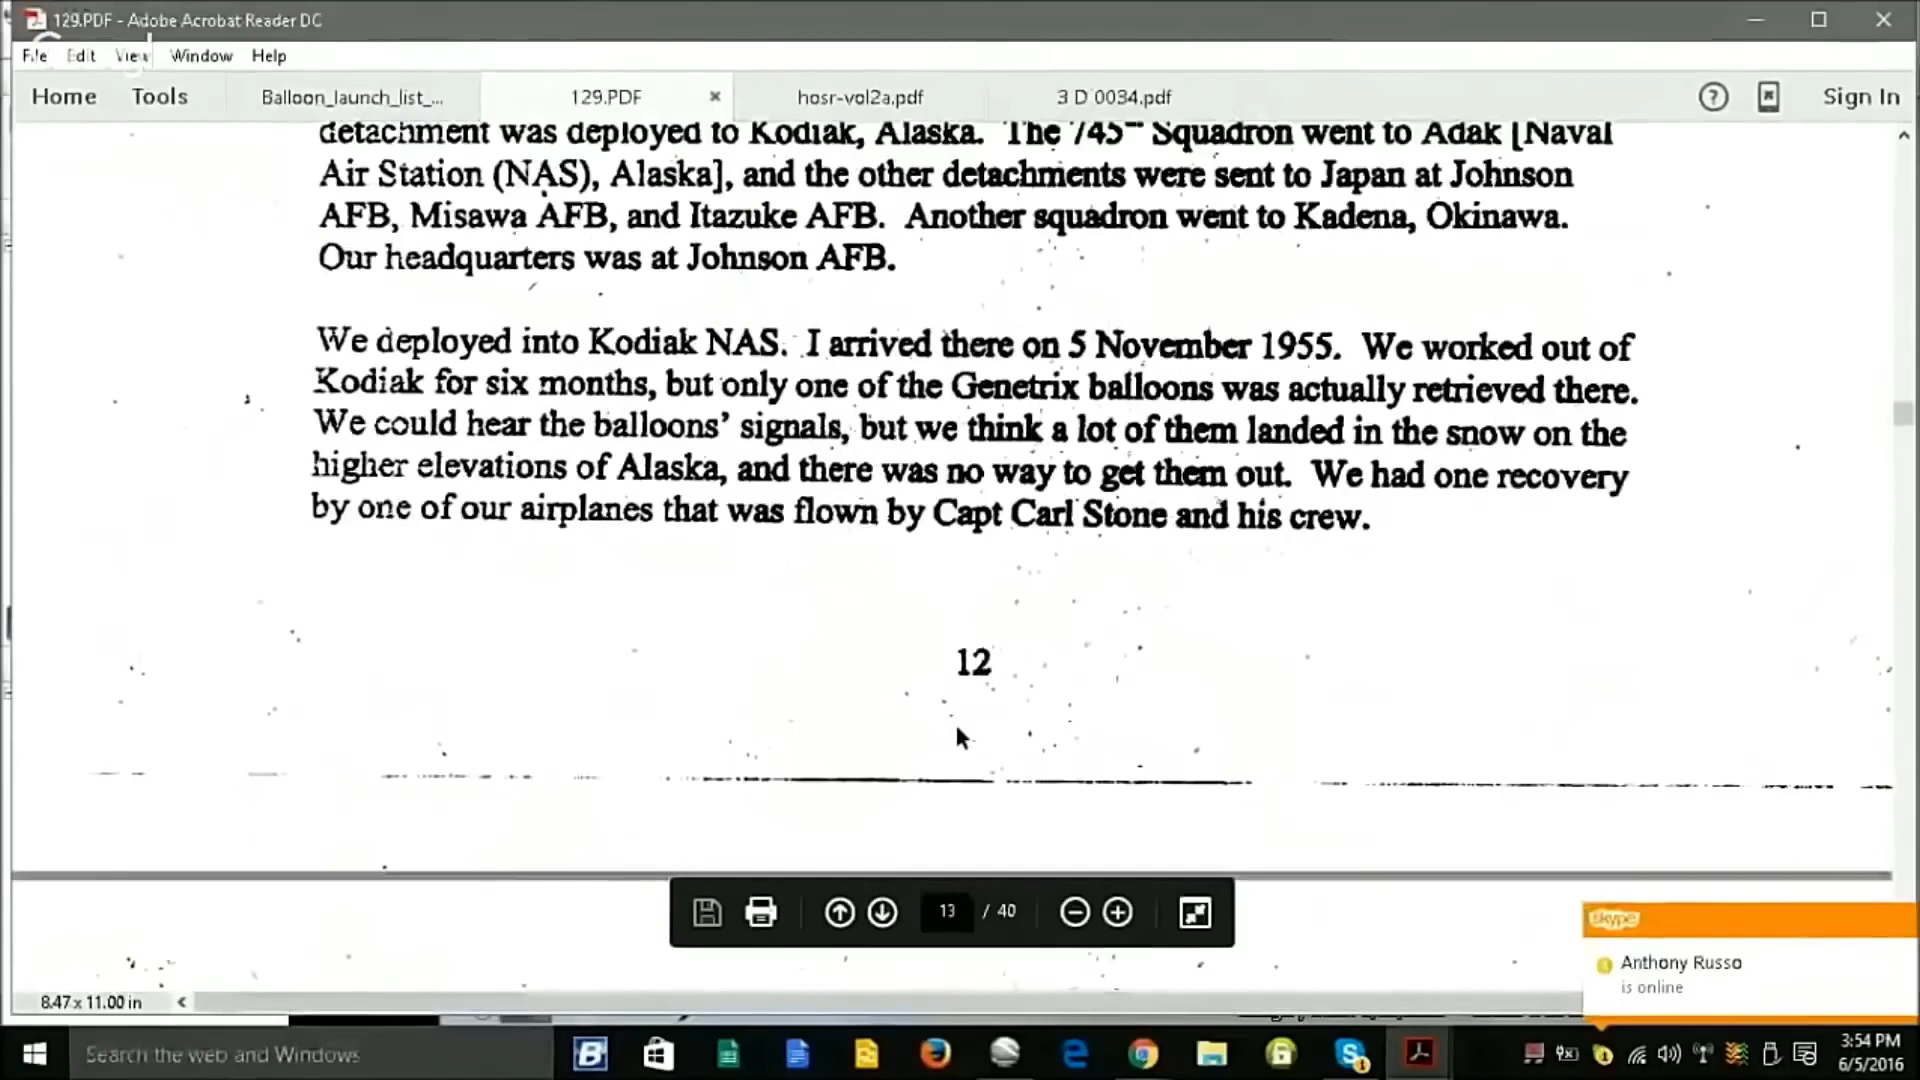 129.PDF - Adobe Acrobat Reader DC
File Edit View Window Help
Home Tools Balloon_launch_list_... 129.PDF × hosr-vol2a.pdf 3 D 0034.pdf ? Sign In
detachment was deployed to Kodiak, Alaska. The 745th Squadron went to Adak [Naval
Air Station (NAS), Alaska], and the other detachments were sent to Japan at Johnson
AFB, Misawa AFB, and Itazuke AFB. Another squadron went to Kadena, Okinawa.
Our headquarters was at Johnson AFB.
We deployed into Kodiak NAS. I arrived there on 5 November 1955. We worked out of
Kodiak for six months, but only one of the Genetrix balloons was actually retrieved there.
We could hear the balloons' signals, but we think a lot of them landed in the snow on the
higher elevations of Alaska, and there was no way to get them out. We had one recovery
by one of our airplanes that was flown by Capt Carl Stone and his crew.
12
13 / 40
skype
Anthony Russo
is online
8.47 x 11.00 in
Search the web and Windows
3:54 PM
6/5/2016